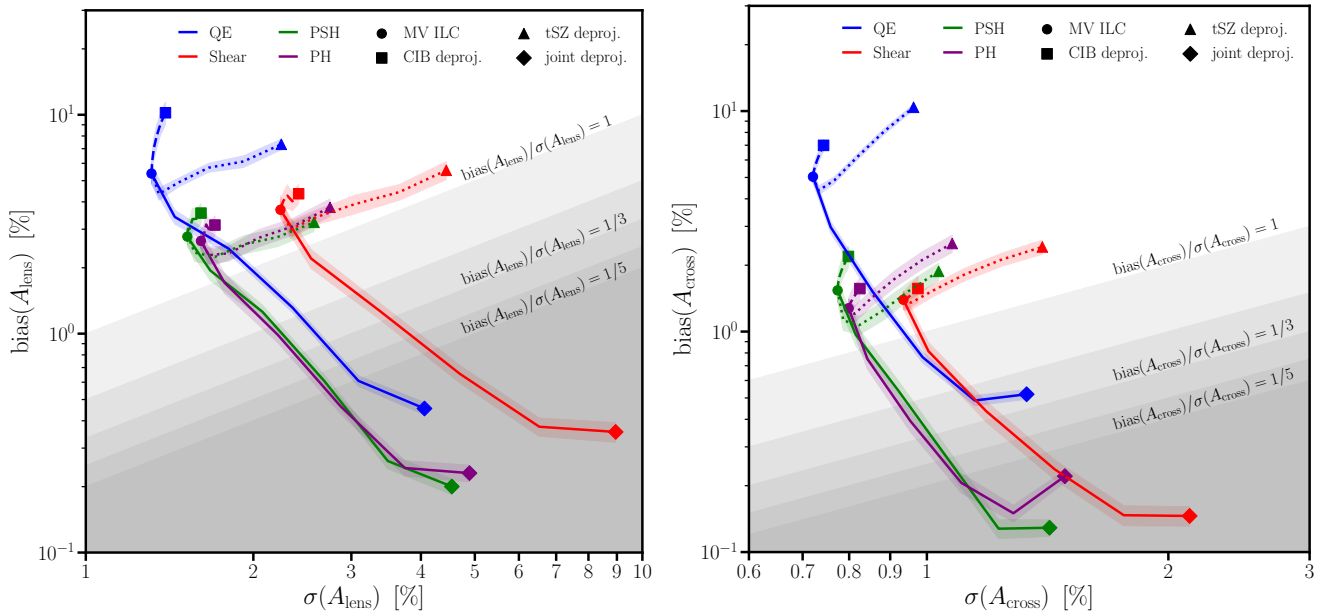 QE PSH MV ILC tSZ deproj.
Shear PH CIB deproj. joint deproj.
bias(A_lens)/σ(A_lens) = 1
bias(A_lens)/σ(A_lens) = 1/3
bias(A_lens)/σ(A_lens) = 1/5
bias(A_lens) [%]
10^1
10^0
10^−1
1 2 3 4 5 6 7 8 9 10
σ(A_lens) [%]
QE PSH MV ILC tSZ deproj.
Shear PH CIB deproj. joint deproj.
bias(A_cross)/σ(A_cross) = 1
bias(A_cross)/σ(A_cross) = 1/3
bias(A_cross)/σ(A_cross) = 1/5
bias(A_cross) [%]
10^1
10^0
10^−1
0.6 0.7 0.8 0.9 1 2 3
σ(A_cross) [%]